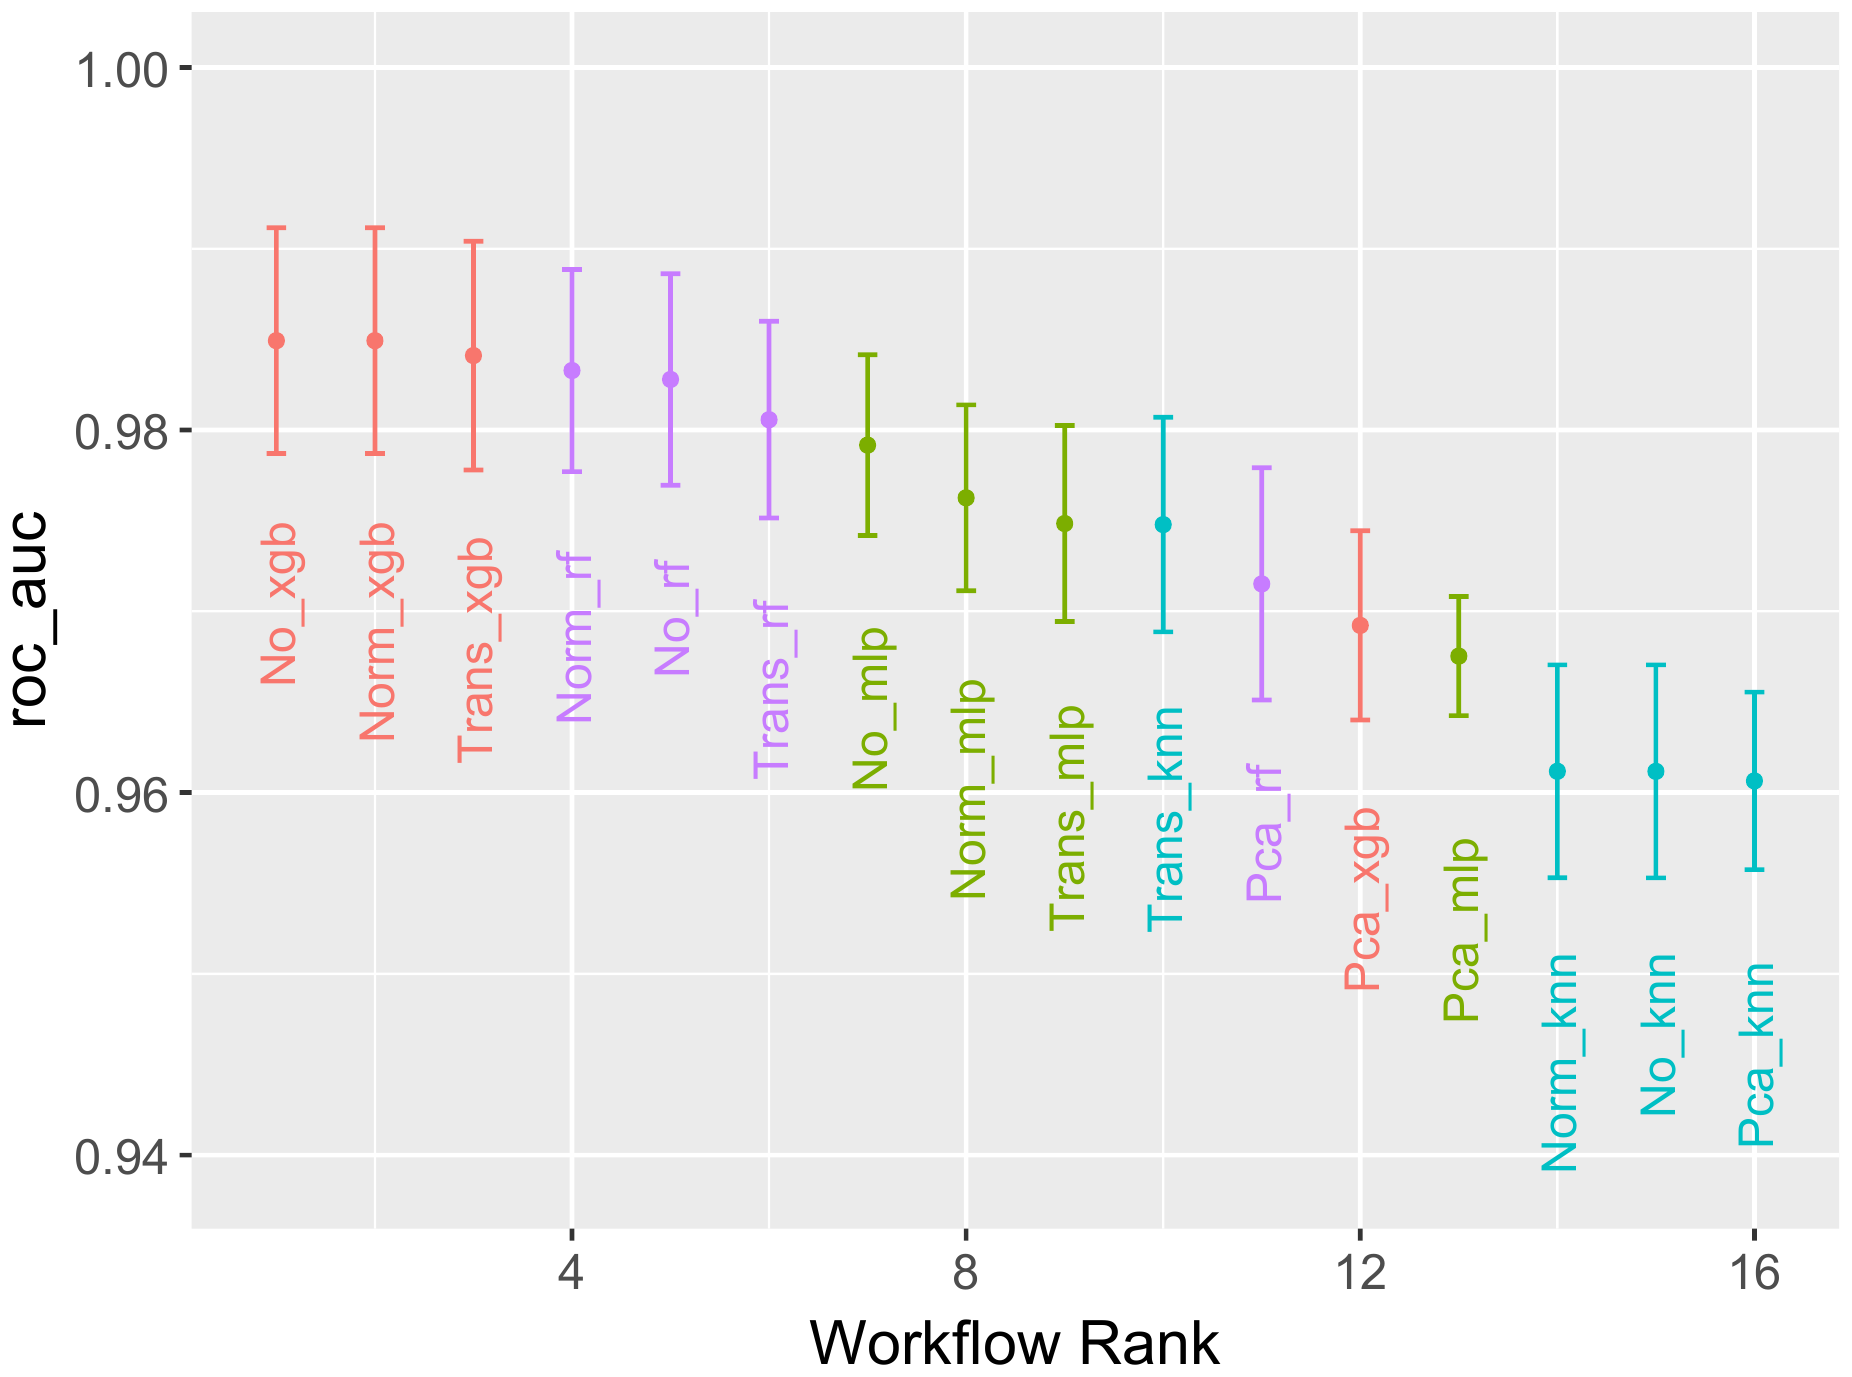 1.00
0.98
0.96
0.94
roc_auc
No_xgb
Norm_xgb
Trans_xgb
Norm_rf
No_rf
Trans_rf
No_mlp
Norm_mlp
Trans_mlp
Trans_knn
Pca_rf
Pca_xgb
Pca_mlp
Norm_knn
No_knn
Pca_knn
4
8
12
16
Workflow Rank